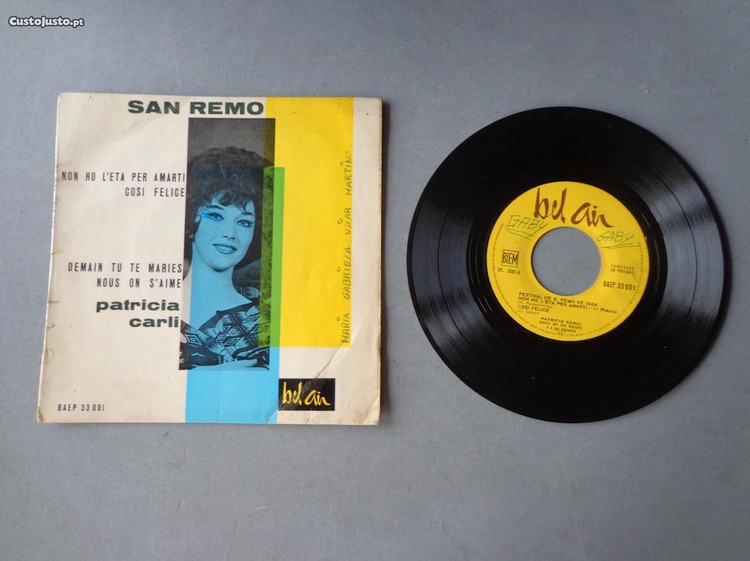 CustoJusto.pt
SAN REMO
NON HO L'ETA PER AMARTI
COSI FELICE
DEMAIN TU TE MARIES
NOUS ON S'AIME
patricia
carli
BAEP 33 001
bel air
MARIA GABRIELA VILAR MARTINS
bel air
GABY
GABY
BIEM
BAEP 33 001
FESTIVAL DE S. REMO DE 1964
NON HO L'ETA PER AMARTI
COSI FELICE
PATRICIA CARLI